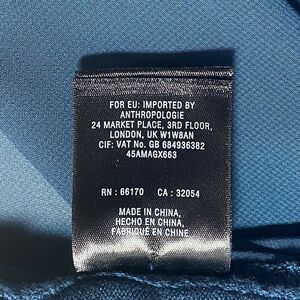 FOR EU: IMPORTED BY
ANTHROPOLOGIE
24 MARKET PLACE, 3RD FLOOR,
LONDON, UK W1W8AN
CIF: VAT No. GB 684936382
45AMAGX663
RN : 66170 CA : 32054
MADE IN CHINA,
HECHO EN CHINA,
FABRIQUÉ EN CHINE